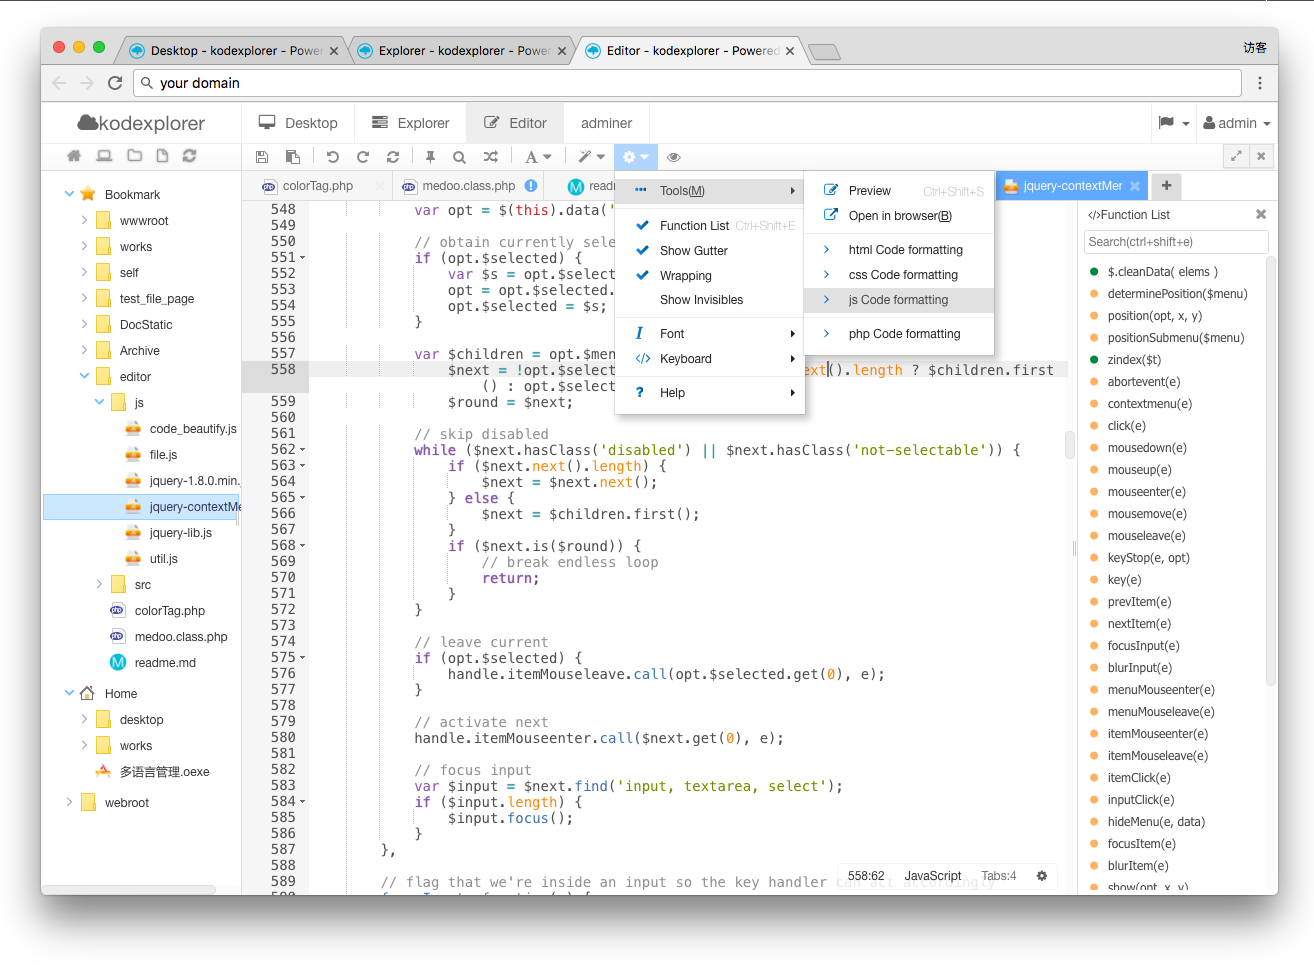 Desktop - kodexplorer - Power
Explorer - kodexplorer - Power
Editor - kodexplorer - Powered
访客
your domain
kodexplorer
Desktop
Explorer
Editor
adminer
admin
Bookmark
wwwroot
works
self
test_file_page
DocStatic
Archive
editor
js
code_beautify.js
file.js
jquery-1.8.0.min.
jquery-contextMe
jquery-lib.js
util.js
src
colorTag.php
medoo.class.php
readme.md
Home
desktop
works
多语言管理.oexe
webroot
colorTag.php
medoo.class.php
readm
jquery-contextMer
Tools(M)
Function List Ctrl+Shift+E
Show Gutter
Wrapping
Show Invisibles
Font
Keyboard
Help
Preview Ctrl+Shift+S
Open in browser(B)
html Code formatting
css Code formatting
js Code formatting
php Code formatting
548 var opt = $(this).data('
549
550 // obtain currently sele
551 if (opt.$selected) {
552 var $s = opt.$select
553 opt = opt.$selected.
554 opt.$selected = $s;
555 }
556
557 var $children = opt.$men
558 $next = !opt.$select ext().length ? $children.first
() : opt.$select
559 $round = $next;
560
561 // skip disabled
562 while ($next.hasClass('disabled') || $next.hasClass('not-selectable')) {
563 if ($next.next().length) {
564 $next = $next.next();
565 } else {
566 $next = $children.first();
567 }
568 if ($next.is($round)) {
569 // break endless loop
570 return;
571 }
572 }
573
574 // leave current
575 if (opt.$selected) {
576 handle.itemMouseleave.call(opt.$selected.get(0), e);
577 }
578
579 // activate next
580 handle.itemMouseenter.call($next.get(0), e);
581
582 // focus input
583 var $input = $next.find('input, textarea, select');
584 if ($input.length) {
585 $input.focus();
586 }
587 },
588
589 // flag that we're inside an input so the key handler can act accordingly
558:62 JavaScript Tabs:4
</>Function List
Search(ctrl+shift+e)
$.cleanData( elems )
determinePosition($menu)
position(opt, x, y)
positionSubmenu($menu)
zindex($t)
abortevent(e)
contextmenu(e)
click(e)
mousedown(e)
mouseup(e)
mouseenter(e)
mousemove(e)
mouseleave(e)
keyStop(e, opt)
key(e)
prevItem(e)
nextItem(e)
focusInput(e)
blurInput(e)
menuMouseenter(e)
menuMouseleave(e)
itemMouseenter(e)
itemMouseleave(e)
itemClick(e)
inputClick(e)
hideMenu(e, data)
focusItem(e)
blurItem(e)
show(opt, x, y)